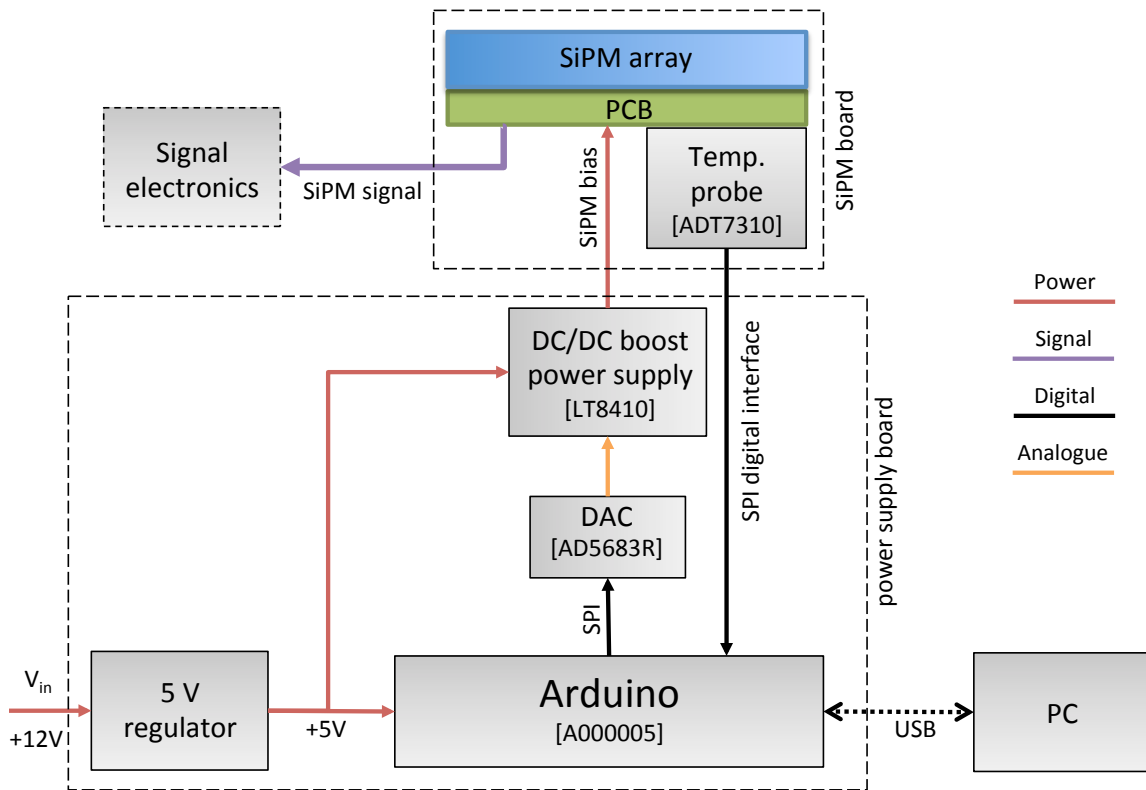 SiPM array
PCB
SiPM board
Signal
electronics
SiPM signal
SiPM bias
Temp.
probe
[ADT7310]
Power
Signal
Digital
Analogue
DC/DC boost
power supply
[LT8410]
SPI digital interface
power supply board
DAC
[AD5683R]
SPI
Vin
+12V
5 V
regulator
+5V
Arduino
[A000005]
USB
PC